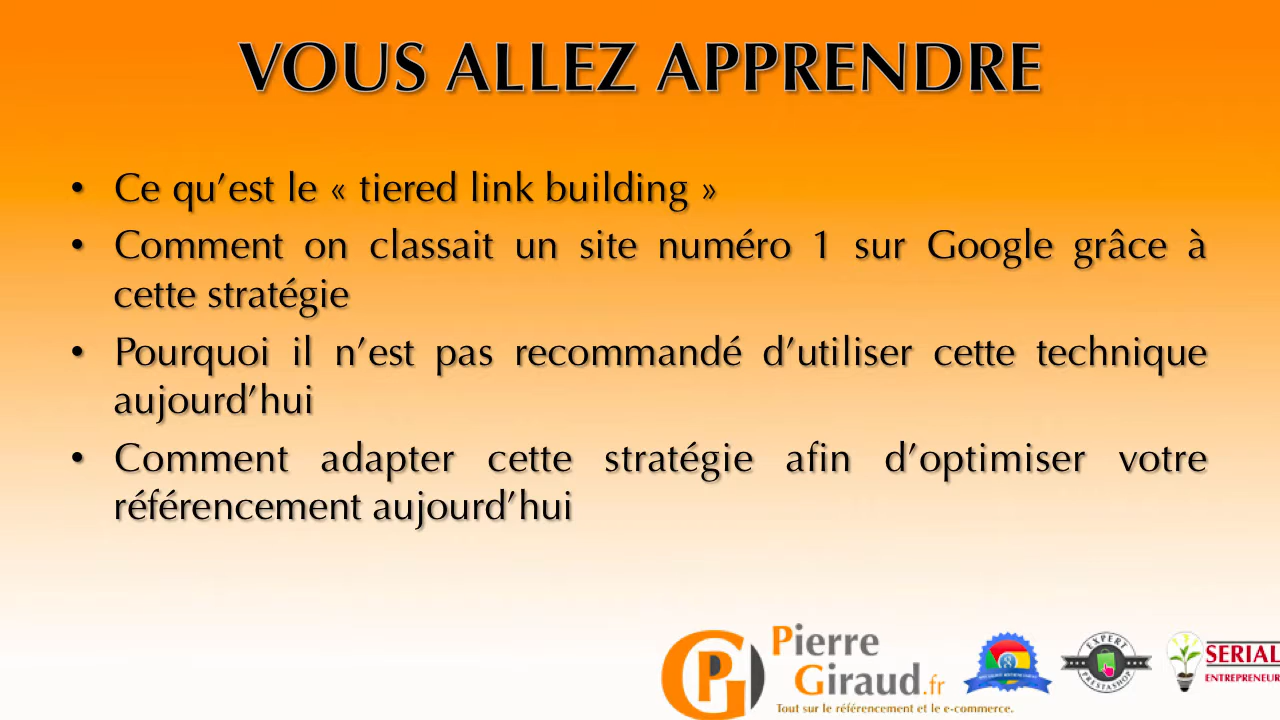 VOUS ALLEZ APPRENDRE
• Ce qu’est le « tiered link building »
• Comment on classait un site numéro 1 sur Google grâce à
cette stratégie
• Pourquoi il n’est pas recommandé d’utiliser cette technique
aujourd’hui
• Comment adapter cette stratégie afin d’optimiser votre
référencement aujourd’hui
PG
Pierre
Giraud.fr
Tout sur le référencement et le e-commerce.
EXPERT
PRESTASHOP
SERIAL
ENTREPRENEUR